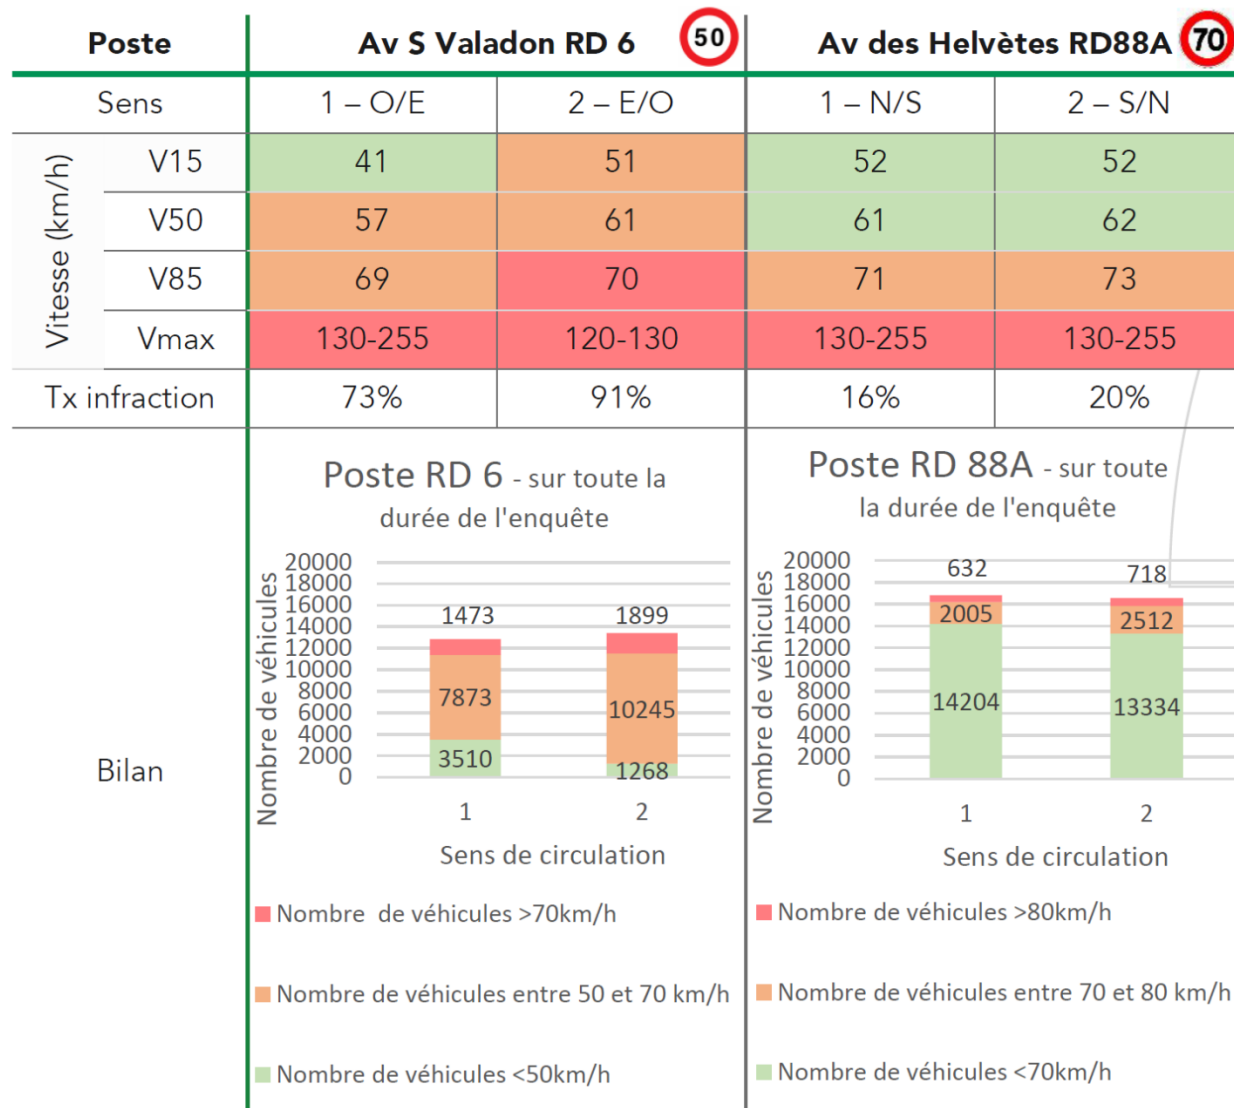 Poste Av S Valadon RD 6 50 Av des Helvètes RD88A 70
Sens 1 – O/E 2 – E/O 1 – N/S 2 – S/N
Vitesse (km/h)
V15 41 51 52 52
V50 57 61 61 62
V85 69 70 71 73
Vmax 130-255 120-130 130-255 130-255
Tx infraction 73% 91% 16% 20%
Bilan
Poste RD 6 - sur toute la
durée de l'enquête
Nombre de véhicules
20000
18000
16000
14000
12000
10000
8000
6000
4000
2000
0
1473 1899
7873 10245
3510 1268
1 2
Sens de circulation
Nombre de véhicules >70km/h
Nombre de véhicules entre 50 et 70 km/h
Nombre de véhicules <50km/h
Poste RD 88A - sur toute
la durée de l'enquête
Nombre de véhicules
20000
18000
16000
14000
12000
10000
8000
6000
4000
2000
0
632 718
2005 2512
14204 13334
1 2
Sens de circulation
Nombre de véhicules >80km/h
Nombre de véhicules entre 70 et 80 km/h
Nombre de véhicules <70km/h